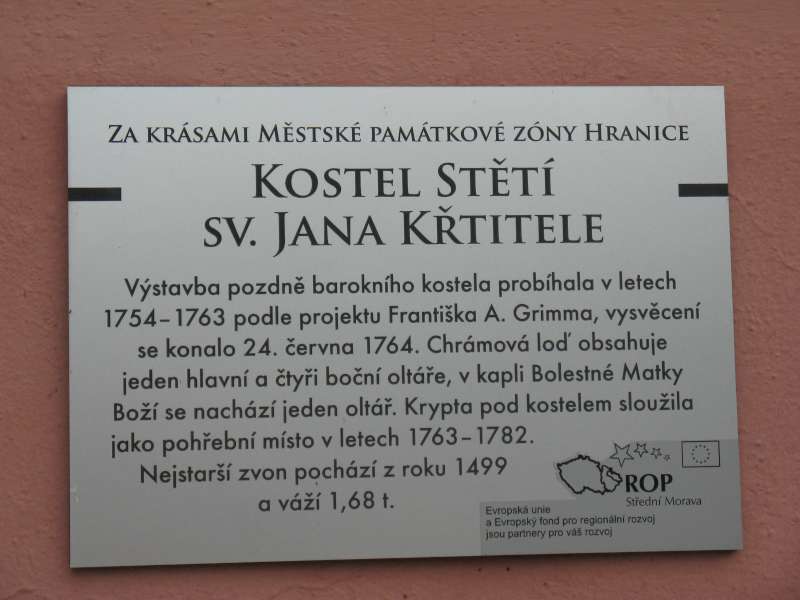 Za krásami Městské památkové zóny Hranice
Kostel Stětí
sv. Jana Křtitele
Výstavba pozdně barokního kostela probíhala v letech
1754–1763 podle projektu Františka A. Grimma, vysvěcení
se konalo 24. června 1764. Chrámová loď obsahuje
jeden hlavní a čtyři boční oltáře, v kapli Bolestné Matky
Boží se nachází jeden oltář. Krypta pod kostelem sloužila
jako pohřební místo v letech 1763–1782.
Nejstarší zvon pochází z roku 1499
a váží 1,68 t.
ROP
Střední Morava
Evropská unie
a Evropský fond pro regionální rozvoj
jsou partnery pro váš rozvoj